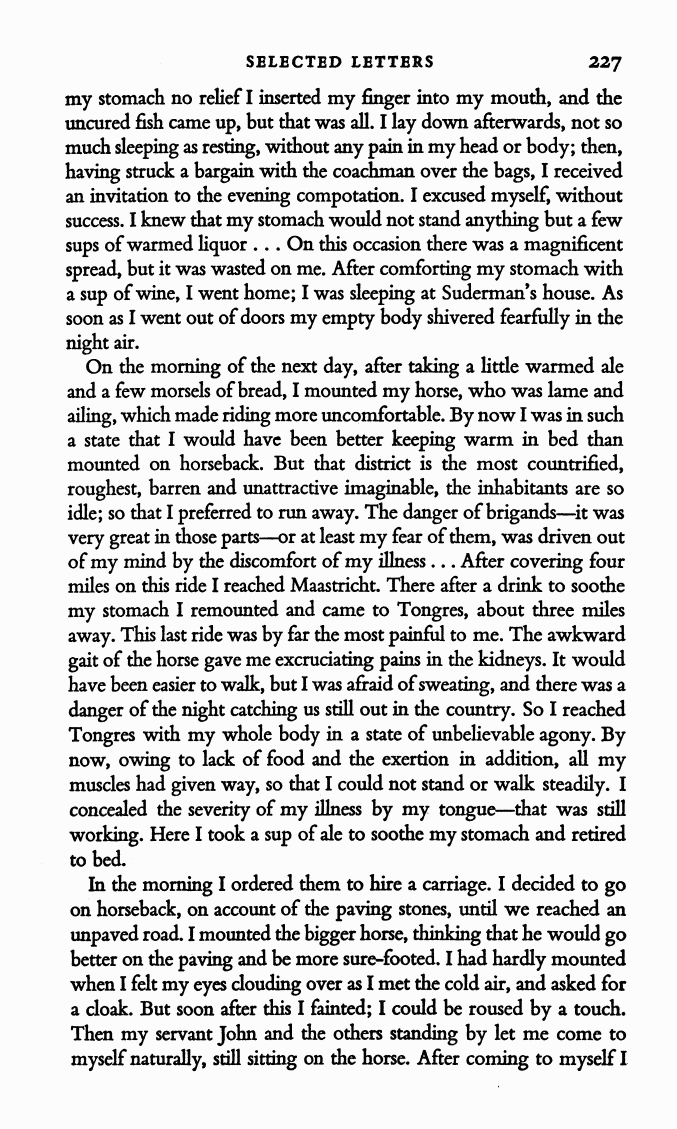 SELECTED LETTERS 227
my stomach no relief I inserted my finger into my mouth, and the
uncured fish came up, but that was all. I lay down afterwards, not so
much sleeping as resting, without any pain in my head or body; then,
having struck a bargain with the coachman over the bags, I received
an invitation to the evening compotation. I excused myself, without
success. I knew that my stomach would not stand anything but a few
sups of warmed liquor . . . On this occasion there was a magnificent
spread, but it was wasted on me. After comforting my stomach with
a sup of wine, I went home; I was sleeping at Suderman's house. As
soon as I went out of doors my empty body shivered fearfully in the
night air.
On the morning of the next day, after taking a little warmed ale
and a few morsels of bread, I mounted my horse, who was lame and
ailing, which made riding more uncomfortable. By now I was in such
a state that I would have been better keeping warm in bed than
mounted on horseback. But that district is the most countrified,
roughest, barren and unattractive imaginable, the inhabitants are so
idle; so that I preferred to run away. The danger of brigands—it was
very great in those parts—or at least my fear of them, was driven out
of my mind by the discomfort of my illness . . . After covering four
miles on this ride I reached Maastricht. There after a drink to soothe
my stomach I remounted and came to Tongres, about three miles
away. This last ride was by far the most painful to me. The awkward
gait of the horse gave me excruciating pains in the kidneys. It would
have been easier to walk, but I was afraid of sweating, and there was a
danger of the night catching us still out in the country. So I reached
Tongres with my whole body in a state of unbelievable agony. By
now, owing to lack of food and the exertion in addition, all my
muscles had given way, so that I could not stand or walk steadily. I
concealed the severity of my illness by my tongue—that was still
working. Here I took a sup of ale to soothe my stomach and retired
to bed.
In the morning I ordered them to hire a carriage. I decided to go
on horseback, on account of the paving stones, until we reached an
unpaved road. I mounted the bigger horse, thinking that he would go
better on the paving and be more sure-footed. I had hardly mounted
when I felt my eyes clouding over as I met the cold air, and asked for
a cloak. But soon after this I fainted; I could be roused by a touch.
Then my servant John and the others standing by let me come to
myself naturally, still sitting on the horse. After coming to myself I